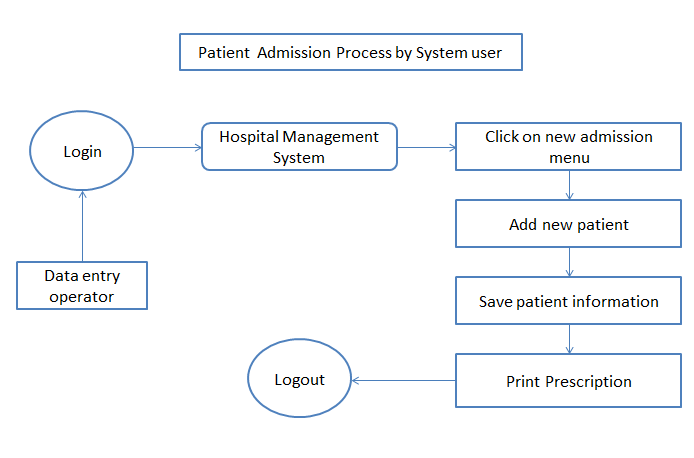 Patient Admission Process by System user
Login
Hospital Management
System
Click on new admission
menu
Add new patient
Data entry
operator
Save patient information
Logout
Print Prescription